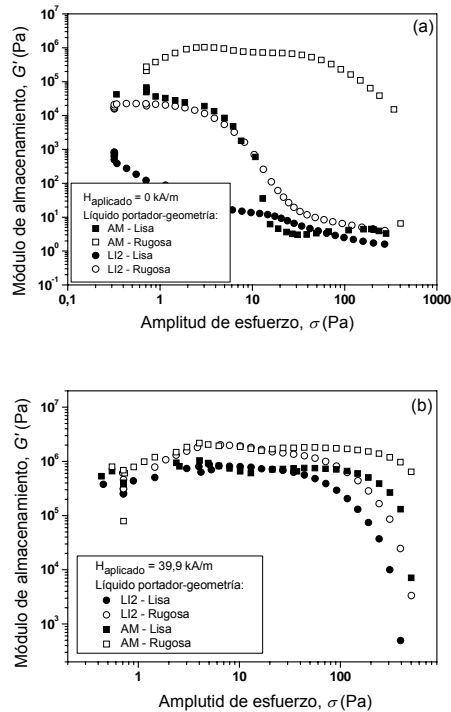 (a)
Módulo de almacenamiento, G' (Pa)
10⁷
10⁶
10⁵
10⁴
10³
10²
10¹
10⁰
10⁻¹
H aplicado = 0 kA/m
Líquido portador-geometría:
AM - Lisa
AM - Rugosa
LI2 - Lisa
LI2 - Rugosa
0,1 1 10 100 1000
Amplitud de esfuerzo, σ (Pa)
(b)
Módulo de almacenamiento, G' (Pa)
10⁷
10⁶
10⁵
10⁴
10³
H aplicado = 39,9 kA/m
Líquido portador-geometría:
LI2 - Lisa
LI2 - Rugosa
AM - Lisa
AM - Rugosa
1 10 100
Amplutid de esfuerzo, σ (Pa)